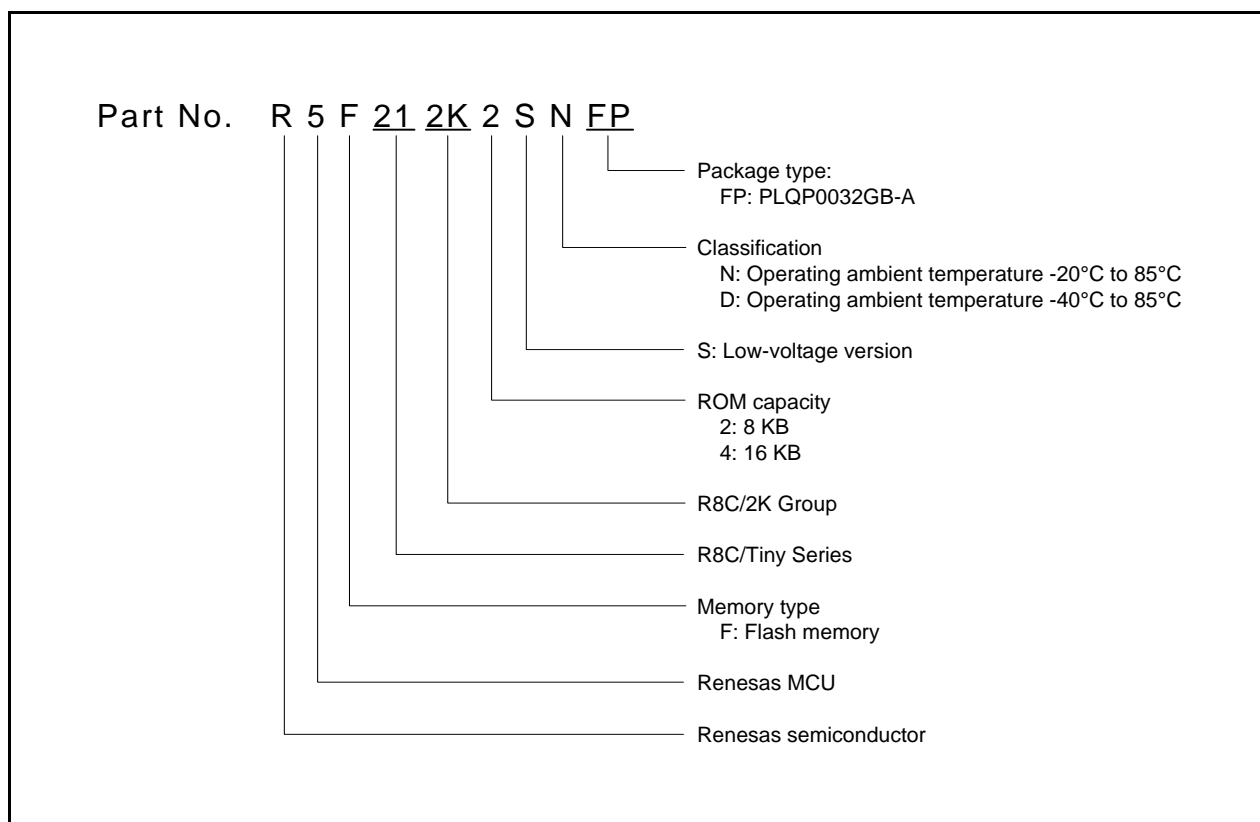 Part No. R 5 F 21 2K 2 S N FP
Package type:
FP: PLQP0032GB-A
Classification
N: Operating ambient temperature -20°C to 85°C
D: Operating ambient temperature -40°C to 85°C
S: Low-voltage version
ROM capacity
2: 8 KB
4: 16 KB
R8C/2K Group
R8C/Tiny Series
Memory type
F: Flash memory
Renesas MCU
Renesas semiconductor